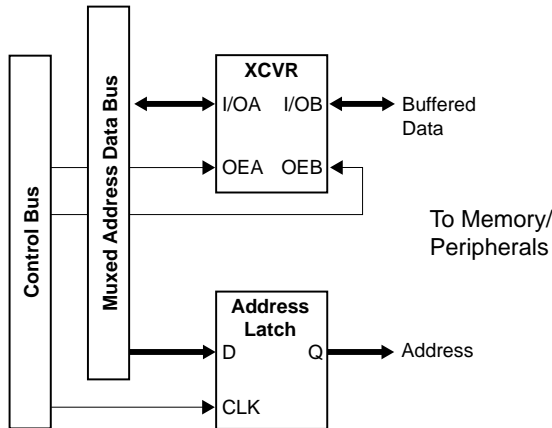 Control Bus
Muxed Address Data Bus
XCVR
I/OA I/OB
OEA OEB
Buffered
Data
To Memory/
Peripherals
Address
Latch
D Q
CLK
Address